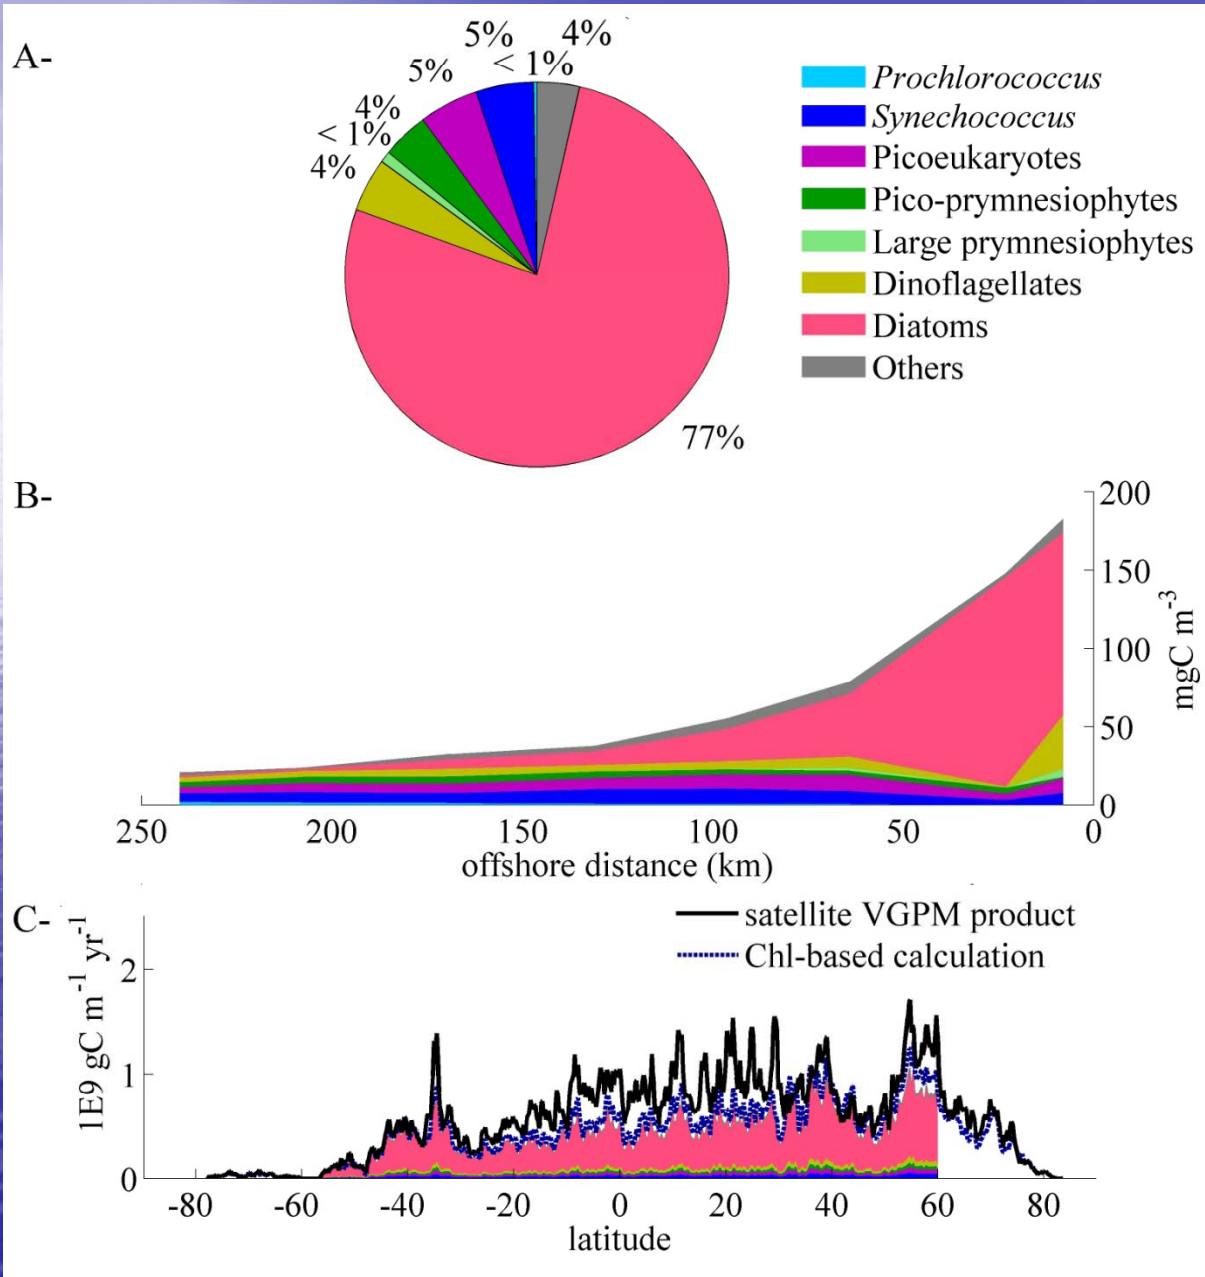 A-
5%
4%
< 1%
5%
4%
< 1%
4%
77%
Prochlorococcus
Synechococcus
Picoeukaryotes
Pico-prymnesiophytes
Large prymnesiophytes
Dinoflagellates
Diatoms
Others
B-
200
150
100
50
0
mgC m⁻³
250 200 150 100 50 0
offshore distance (km)
C-
satellite VGPM product
Chl-based calculation
1E9 gC m⁻¹ yr⁻¹
2
1
0
-80 -60 -40 -20 0 20 40 60 80
latitude